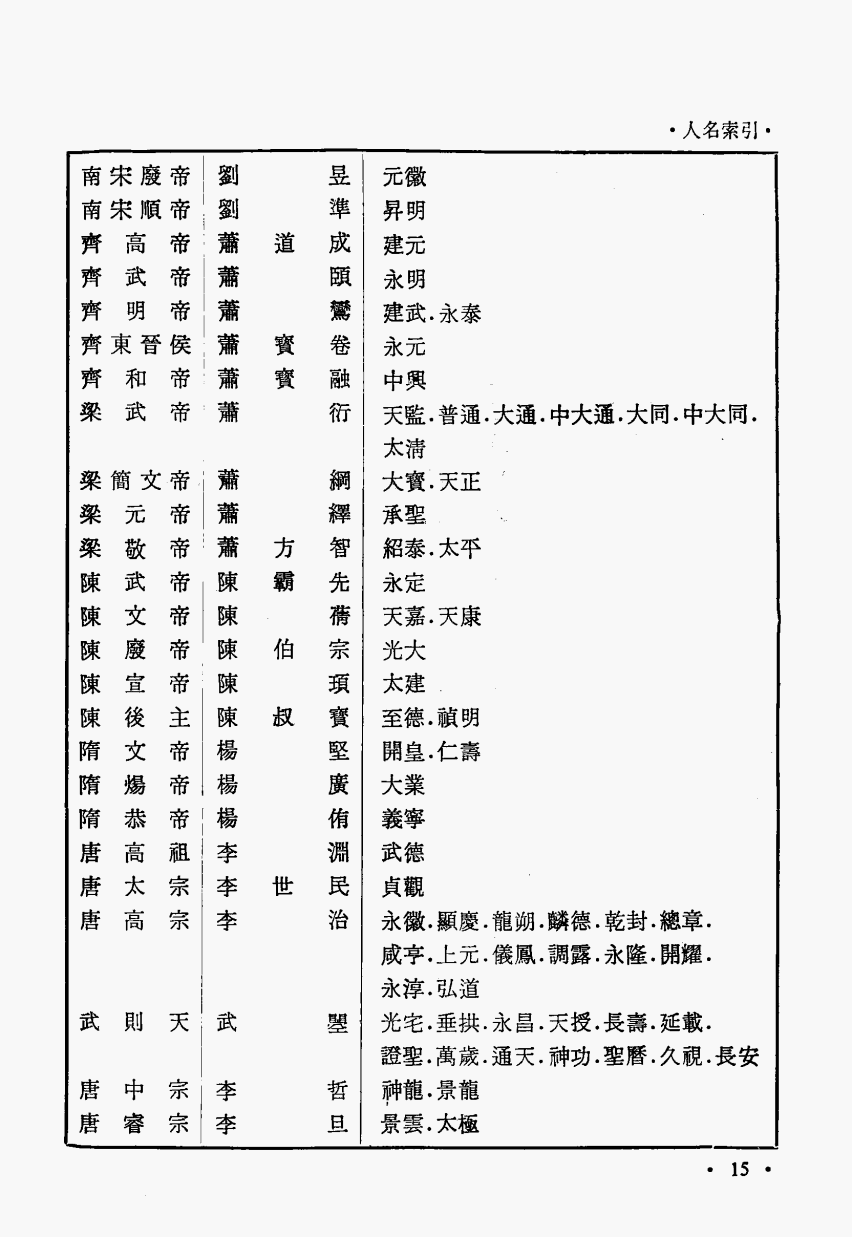 ·人名索引·
南宋廢帝 劉昱 元徽
南宋順帝 劉準 昇明
齊高帝 蕭道成 建元
齊武帝 蕭頤 永明
齊明帝 蕭鸞 建武·永泰
齊東晉侯 蕭寳卷 永元
齊和帝 蕭寳融 中興
梁武帝 蕭衍 天監·普通·大通·中大通·大同·中大同·
太淸
梁簡文帝 蕭綱 大寳·天正
梁元帝 蕭繹 承聖
梁敬帝 蕭方智 紹泰·太平
陳武帝 陳霸先 永定
陳文帝 陳蒨 天嘉·天康
陳廢帝 陳伯宗 光大
陳宣帝 陳頊 太建
陳後主 陳叔寳 至德·禎明
隋文帝 楊堅 開皇·仁壽
隋煬帝 楊廣 大業
隋恭帝 楊侑 義寧
唐高祖 李淵 武德
唐太宗 李世民 貞觀
唐高宗 李治 永徽·顯慶·龍朔·麟德·乾封·總章·
咸亨·上元·儀鳳·調露·永隆·開耀·
永淳·弘道
武則天 武曌 光宅·垂拱·永昌·天授·長壽·延載·
證聖·萬歲·通天·神功·聖曆·久視·長安
唐中宗 李哲 神龍·景龍
唐睿宗 李旦 景雲·太極
· 15 ·